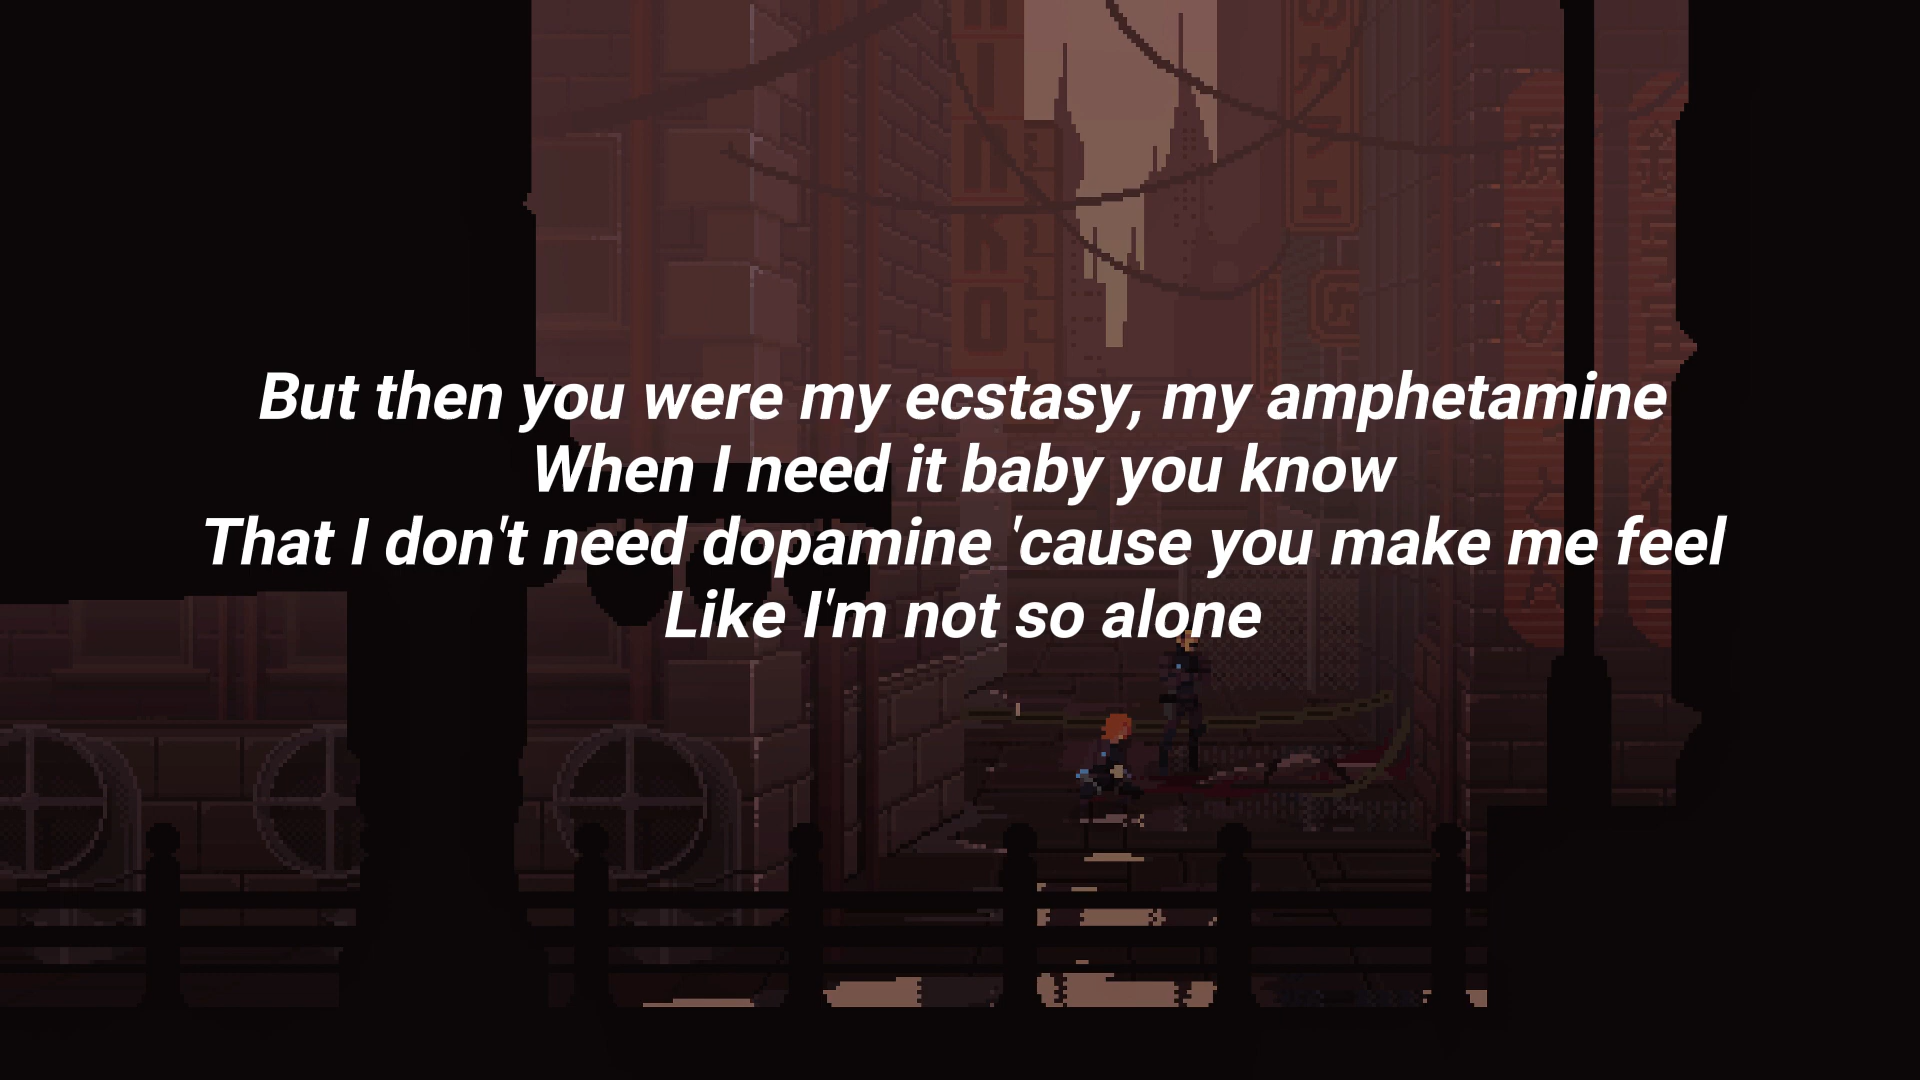 But then you were my ecstasy, my amphetamine
When I need it baby you know
That I don't need dopamine 'cause you make me feel
Like I'm not so alone